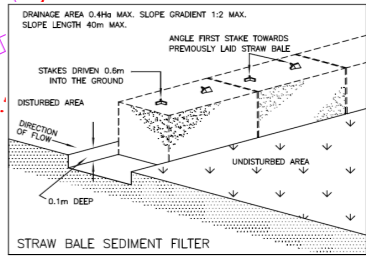 DRAINAGE AREA 0.4Ha MAX. SLOPE GRADIENT 1:2 MAX.
SLOPE LENGTH 40m MAX.
ANGLE FIRST STAKE TOWARDS
PREVIOUSLY LAID STRAW BALE
STAKES DRIVEN 0.6m
INTO THE GROUND
DISTURBED AREA
DIRECTION
OF FLOW
UNDISTURBED AREA
0.1m DEEP
STRAW BALE SEDIMENT FILTER